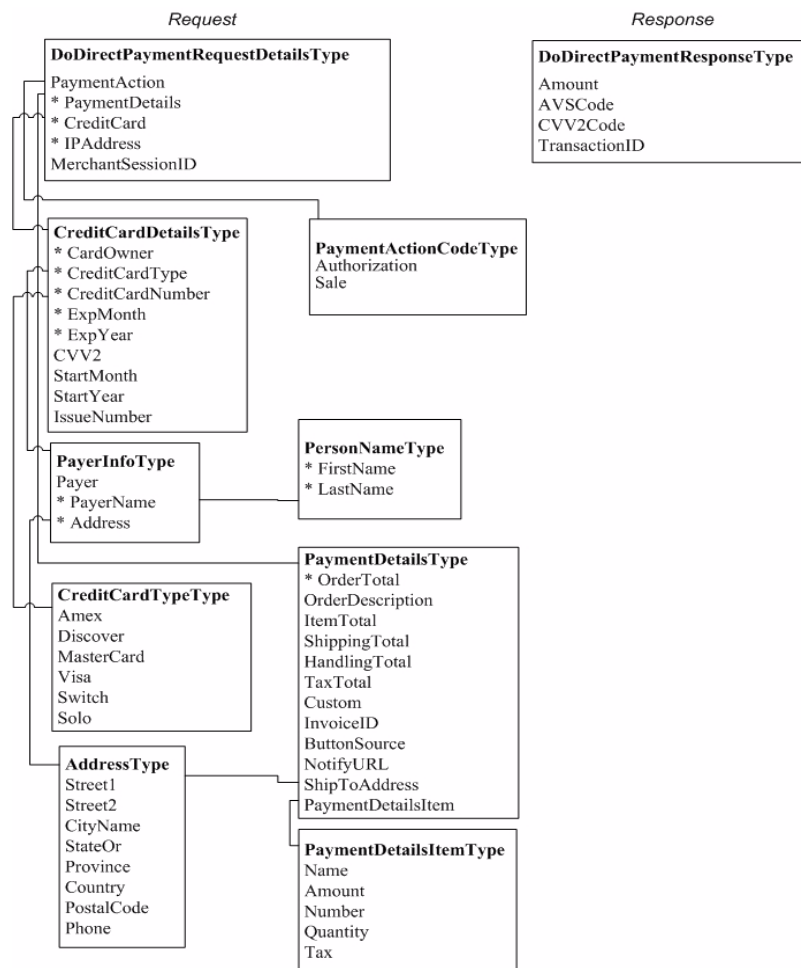 Request
Response
DoDirectPaymentRequestDetailsType
PaymentAction
* PaymentDetails
* CreditCard
* IPAddress
MerchantSessionID
DoDirectPaymentResponseType
Amount
AVSCode
CVV2Code
TransactionID
CreditCardDetailsType
* CardOwner
* CreditCardType
* CreditCardNumber
* ExpMonth
* ExpYear
CVV2
StartMonth
StartYear
IssueNumber
PaymentActionCodeType
Authorization
Sale
PayerInfoType
Payer
* PayerName
* Address
PersonNameType
* FirstName
* LastName
CreditCardTypeType
Amex
Discover
MasterCard
Visa
Switch
Solo
PaymentDetailsType
* OrderTotal
OrderDescription
ItemTotal
ShippingTotal
HandlingTotal
TaxTotal
Custom
InvoiceID
ButtonSource
NotifyURL
ShipToAddress
PaymentDetailsItem
AddressType
Street1
Street2
CityName
StateOr
Province
Country
PostalCode
Phone
PaymentDetailsItemType
Name
Amount
Number
Quantity
Tax